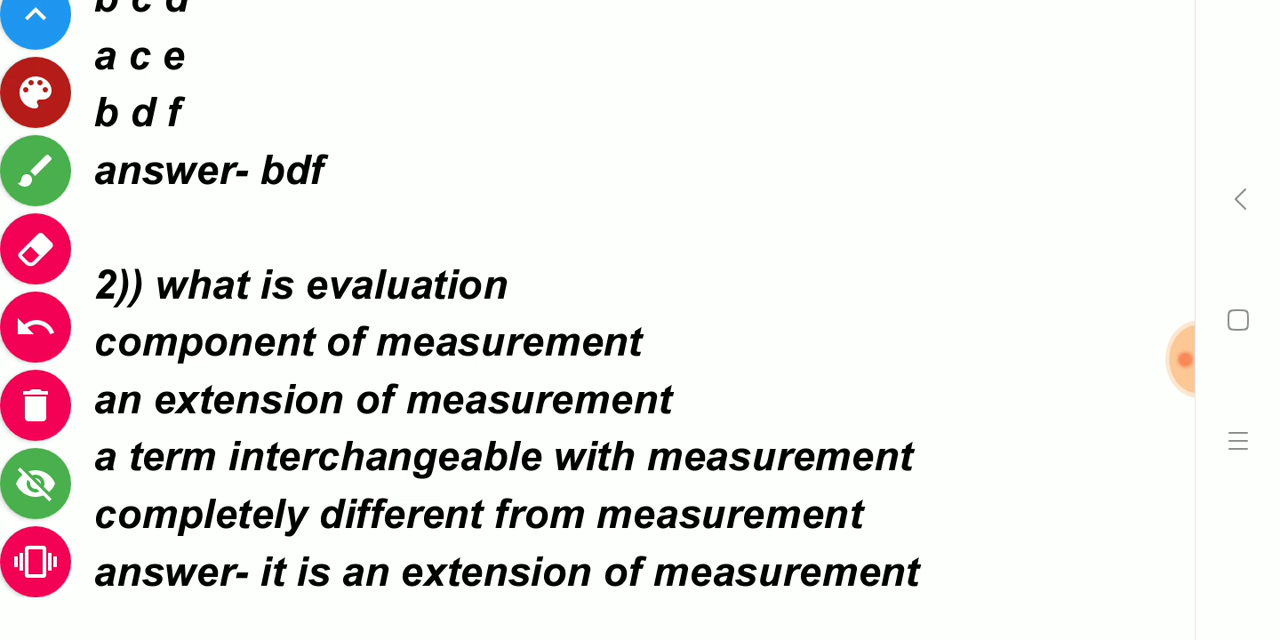 b c d
a c e
b d f
answer- bdf
2)) what is evaluation
component of measurement
an extension of measurement
a term interchangeable with measurement
completely different from measurement
answer- it is an extension of measurement